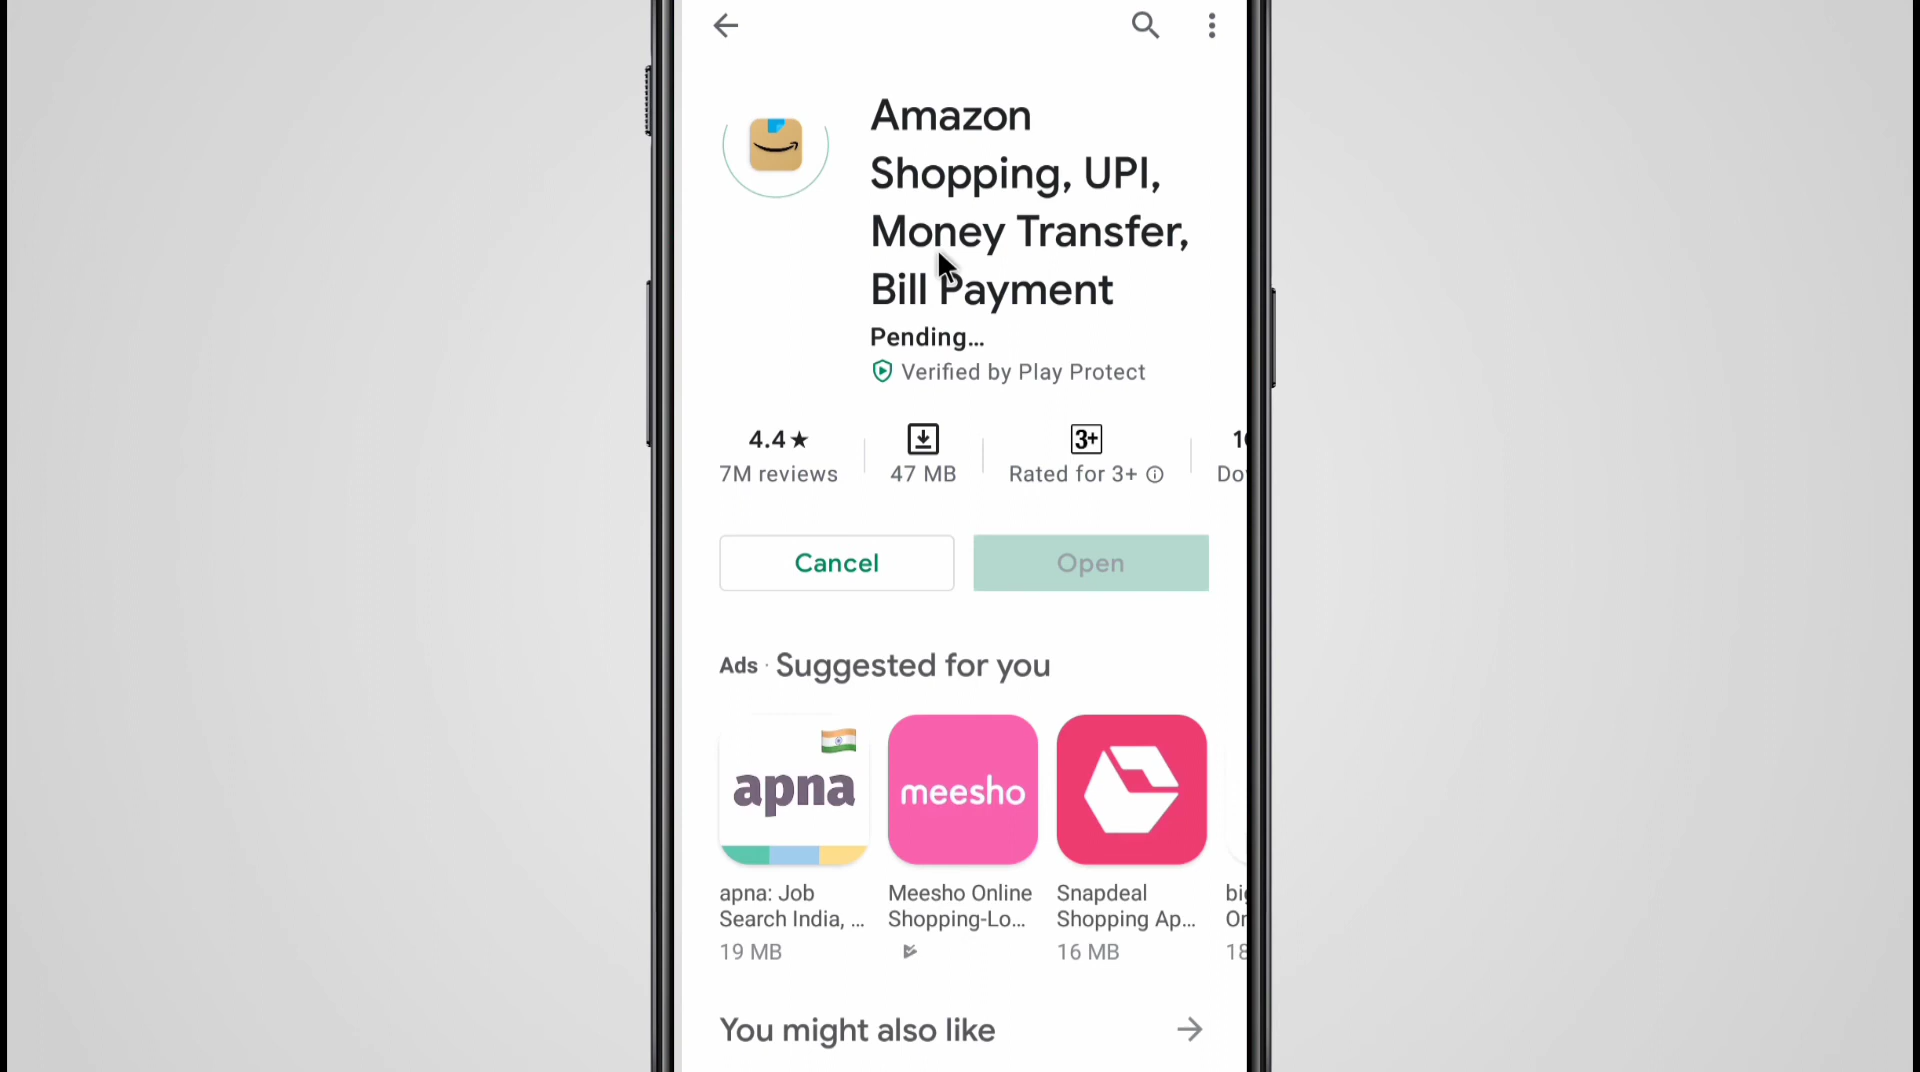 Amazon
Shopping, UPI,
Money Transfer,
Bill Payment
Pending...
Verified by Play Protect
4.4★
7M reviews
47 MB
3+
Rated for 3+
Cancel
Open
Ads · Suggested for you
apna
meesho
apna: Job
Search India, ...
19 MB
Meesho Online
Shopping-Lo...
Snapdeal
Shopping Ap...
16 MB
18
You might also like